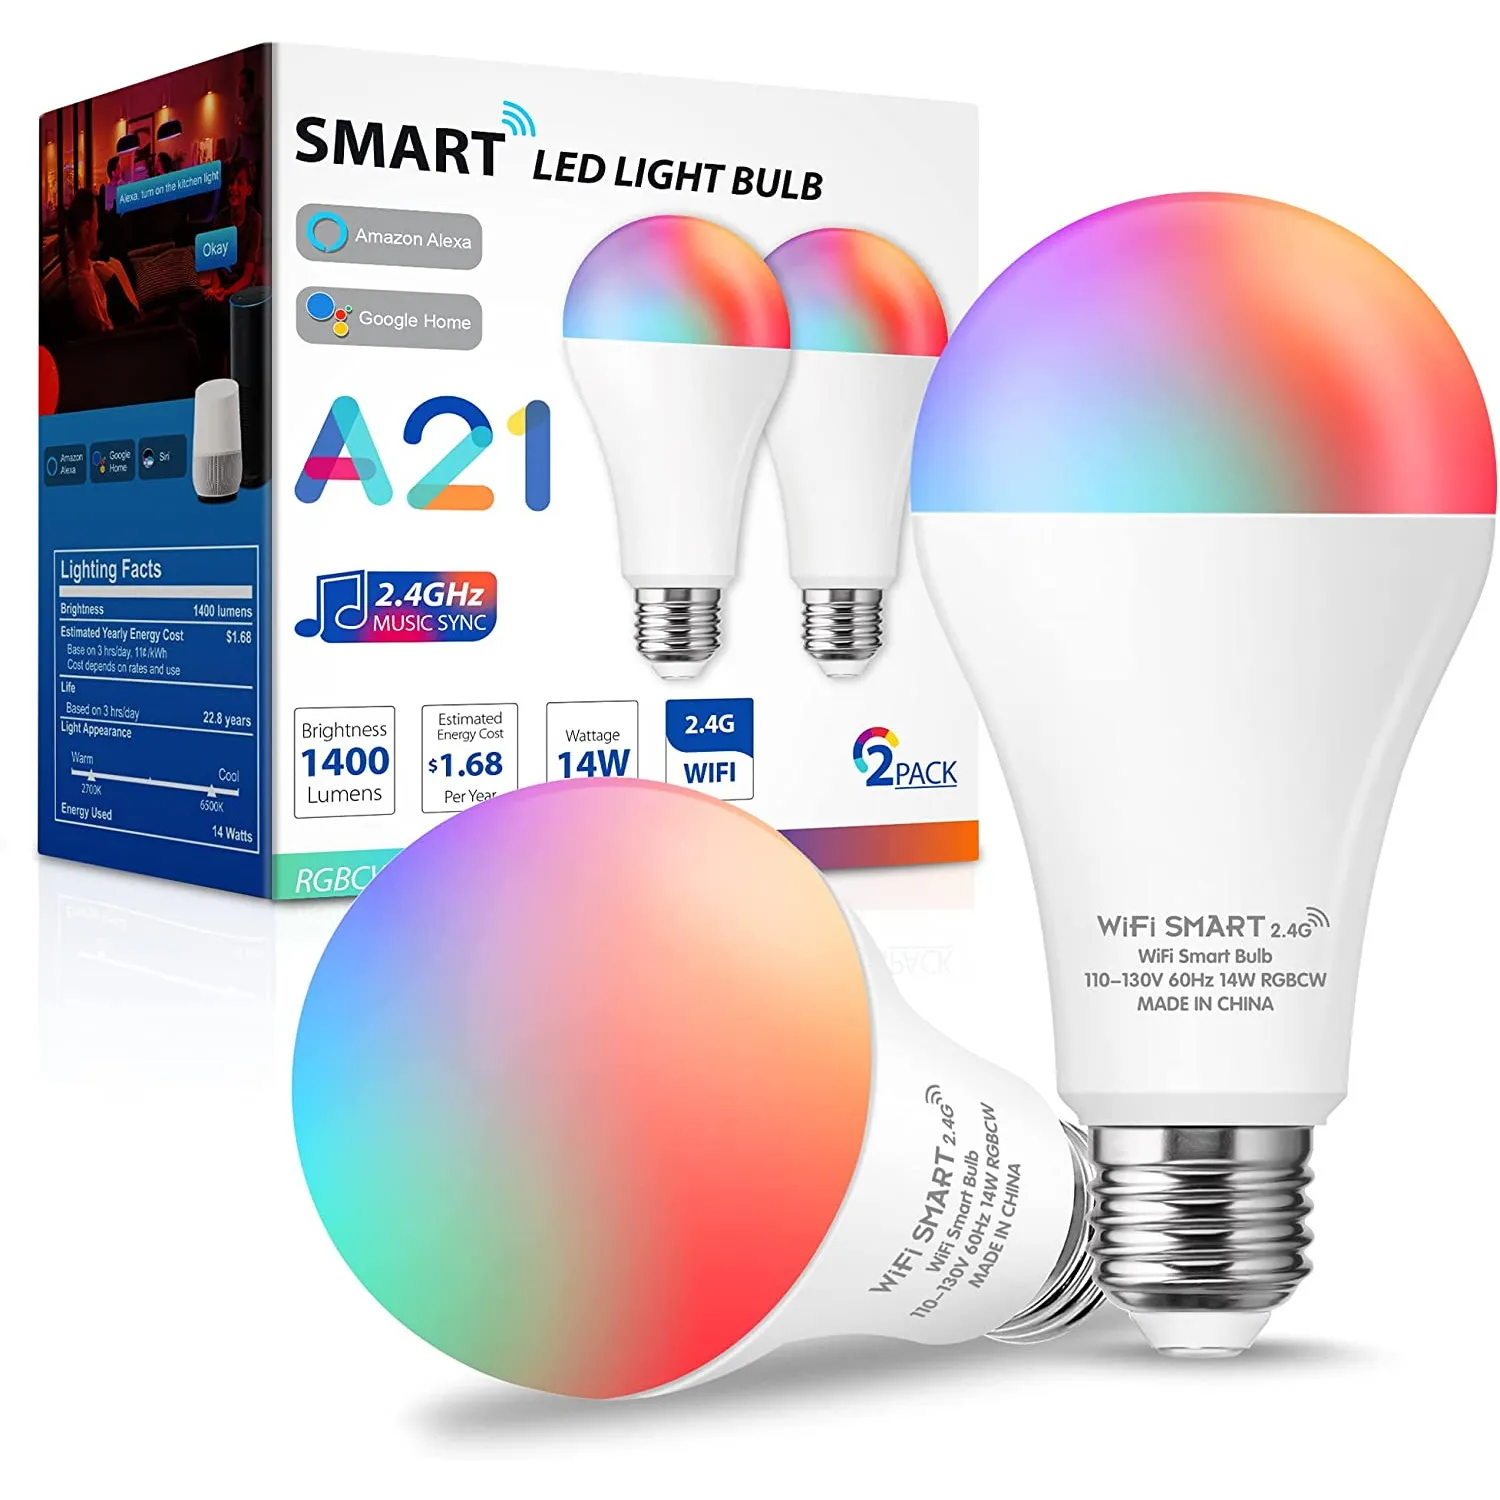 SMART LED LIGHT BULB
Amazon Alexa
Google Home
A21
2.4GHz
MUSIC SYNC
Brightness
1400
Lumens
Estimated
Energy Cost
$1.68
Per Year
Wattage
14W
2.4G
WIFI
2PACK
RGBCW
Alexa, turn on the kitchen light
Okay
Amazon
Alexa
Google
Home
Siri
Lighting Facts
Brightness 1400 lumens
Estimated Yearly Energy Cost $1.68
Base on 3 hrs/day, 11¢/kWh
Cost depends on rates and use
Life
Based on 3 hrs/day 22.8 years
Light Appearance
Warm Cool
2700K 6500K
Energy Used 14 Watts
WiFi SMART 2.4G
WiFi Smart Bulb
110-130V 60Hz 14W RGBCW
MADE IN CHINA
WiFi SMART 2.4G
WiFi Smart Bulb
110-130V 60Hz 14W RGBCW
MADE IN CHINA